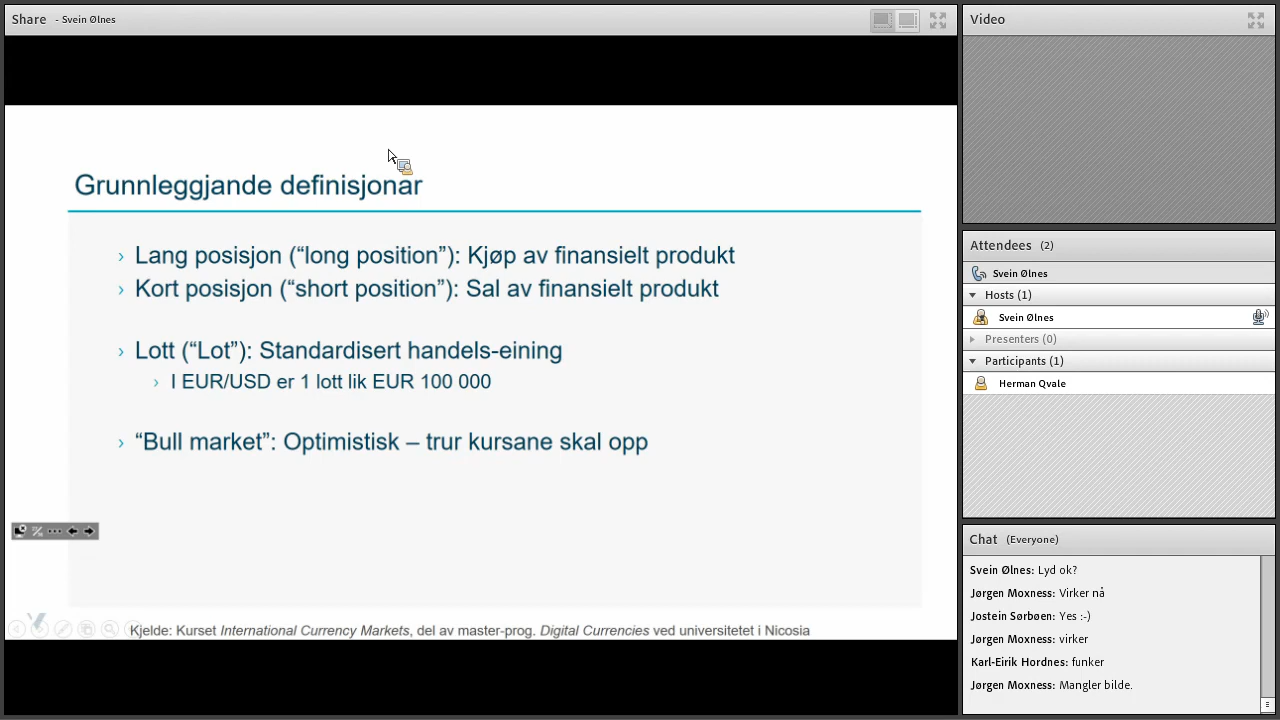 Share - Svein Ølnes
Grunnleggjande definisjonar
› Lang posisjon (“long position”): Kjøp av finansielt produkt
› Kort posisjon (“short position”): Sal av finansielt produkt
› Lott (“Lot”): Standardisert handels-eining
› I EUR/USD er 1 lott lik EUR 100 000
› “Bull market”: Optimistisk – trur kursane skal opp
Kjelde: Kurset International Currency Markets, del av master-prog. Digital Currencies ved universitetet i Nicosia
Video
Attendees (2)
Svein Ølnes
Hosts (1)
Svein Ølnes
Presenters (0)
Participants (1)
Herman Qvale
Chat (Everyone)
Svein Ølnes: Lyd ok?
Jørgen Moxness: Virker nå
Jostein Sørbøen: Yes :-)
Jørgen Moxness: virker
Karl-Eirik Hordnes: funker
Jørgen Moxness: Mangler bilde.